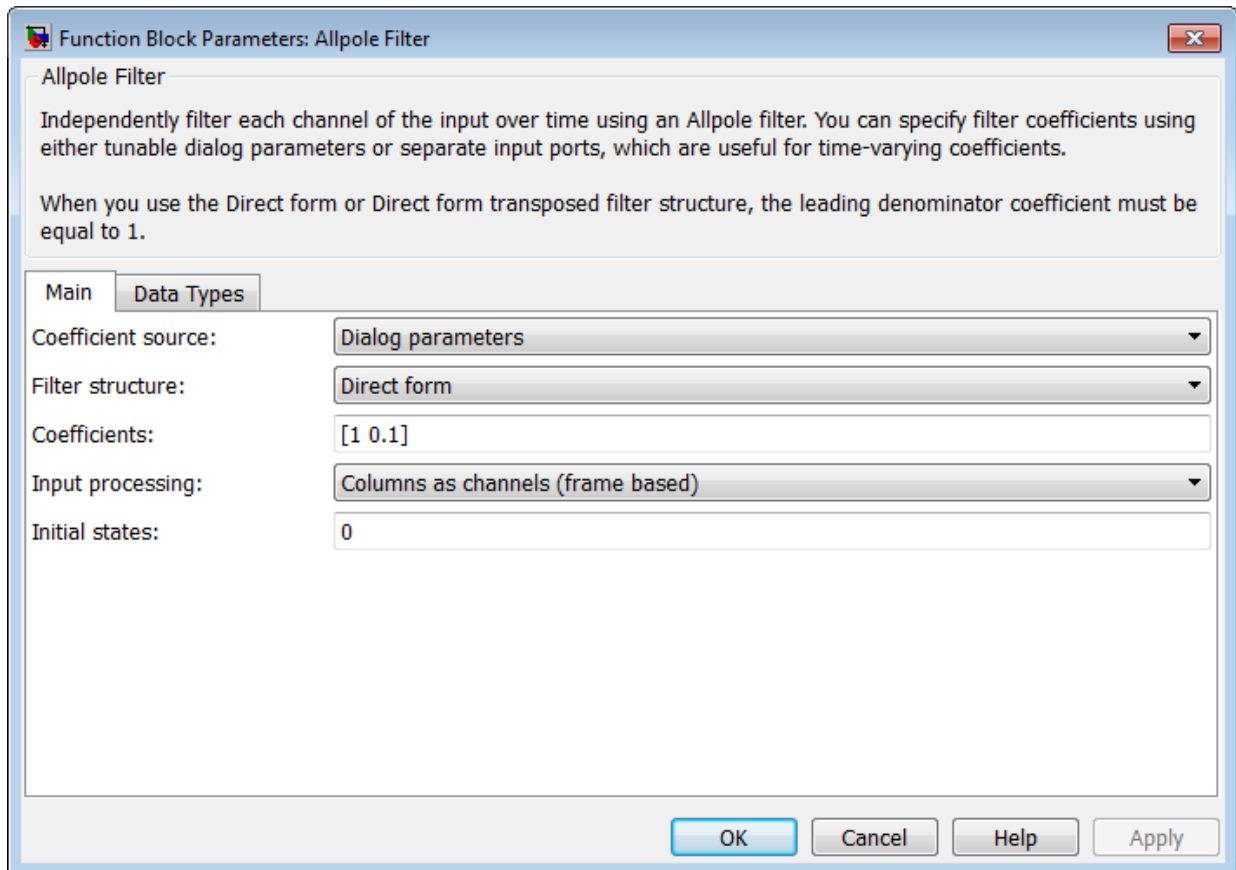 Function Block Parameters: Allpole Filter
Allpole Filter
Independently filter each channel of the input over time using an Allpole filter. You can specify filter coefficients using
either tunable dialog parameters or separate input ports, which are useful for time-varying coefficients.
When you use the Direct form or Direct form transposed filter structure, the leading denominator coefficient must be
equal to 1.
Main Data Types
Coefficient source: Dialog parameters
Filter structure: Direct form
Coefficients: [1 0.1]
Input processing: Columns as channels (frame based)
Initial states: 0
OK Cancel Help Apply